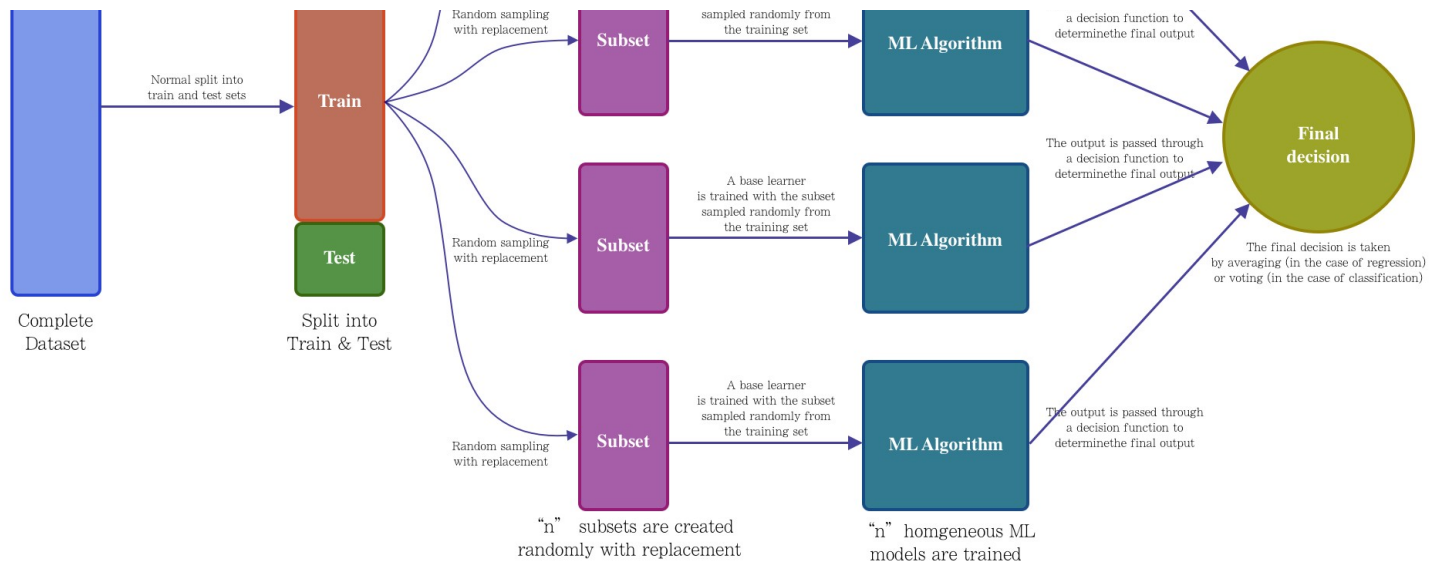 Random sampling
with replacement
Subset
sampled randomly from
the training set
ML Algorithm
a decision function to
determinethe final output
Normal split into
train and test sets
Train
Final
decision
The output is passed through
a decision function to
determinethe final output
A base learner
is trained with the subset
sampled randomly from
the training set
Random sampling
with replacement
Subset
ML Algorithm
Test
The final decision is taken
by averaging (in the case of regression)
or voting (in the case of classification)
Complete
Dataset
Split into
Train & Test
A base learner
is trained with the subset
sampled randomly from
the training set
Random sampling
with replacement
Subset
ML Algorithm
The output is passed through
a decision function to
determinethe final output
“n” subsets are created
randomly with replacement
“n” homgeneous ML
models are trained